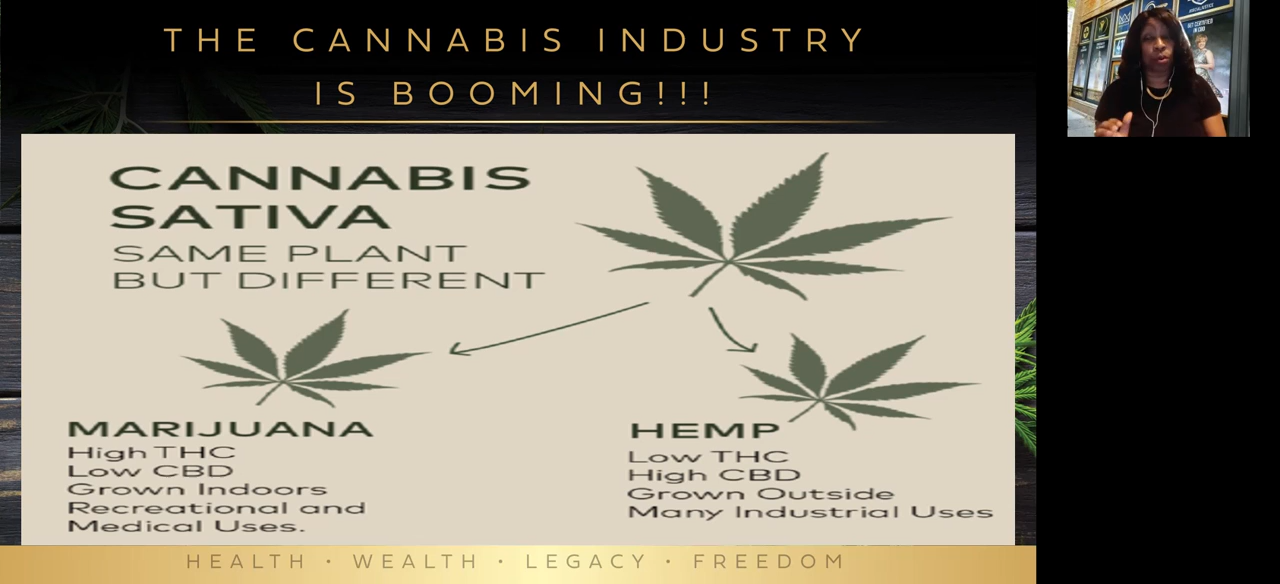 THE CANNABIS INDUSTRY
IS BOOMING!!!
CANNABIS
SATIVA
SAME PLANT
BUT DIFFERENT
MARIJUANA
High THC
Low CBD
Grown Indoors
Recreational and
Medical Uses.
HEMP
Low THC
High CBD
Grown Outside
Many Industrial Uses
HEALTH • WEALTH • LEGACY • FREEDOM